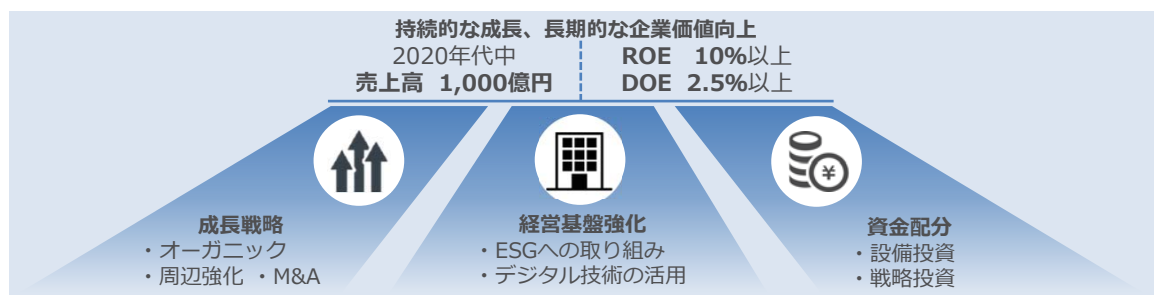 持続的な成長、長期的な企業価値向上
2020年代中
売上高 1,000億円
ROE 10%以上
DOE 2.5%以上
¥
成長戦略
・オーガニック
・周辺強化 ・M&A
経営基盤強化
・ESGへの取り組み
・デジタル技術の活用
資金配分
・設備投資
・戦略投資